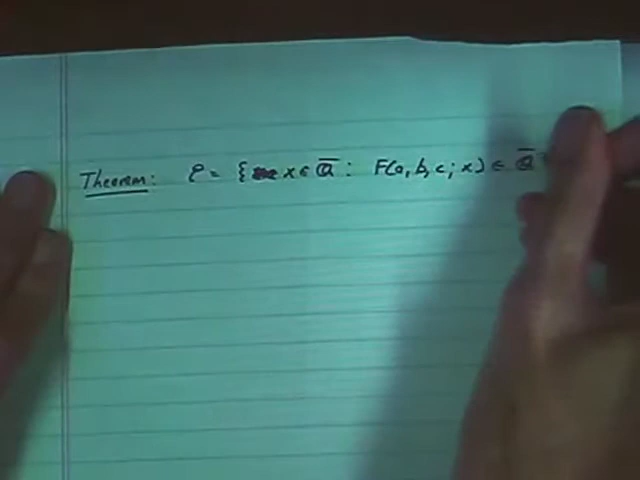 Theorem: ℰ = { x ∈ ℚ̅ : F(a, b, c; x) ∈ ℚ̅